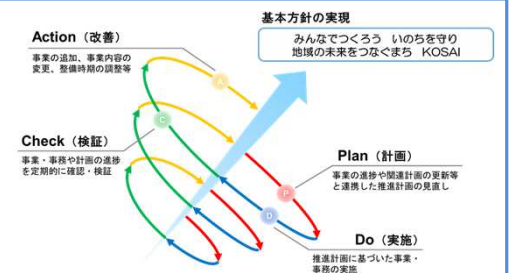 基本方針の実現
みんなでつくろう いのちを守り
地域の未来をつなぐまち KOSAI
Action（改善）
事業の追加、事業内容の
変更、整備時期の調整等
A
C
Check（検証）
事業・事務や計画の進捗
を定期的に確認・検証
Plan（計画）
事業の進捗や関連計画の更新等
と連携した推進計画の見直し
P
D
Do（実施）
推進計画に基づいた事業・
事務の実施